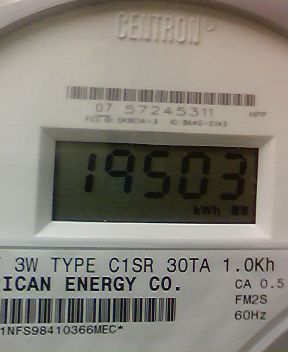 CENTRON®
07 57245311
19503
kWh
3W TYPE C1SR 30TA 1.0Kh
RICAN ENERGY CO.
CA 0.5
FM2S
60Hz
1NFS98410366MEC*